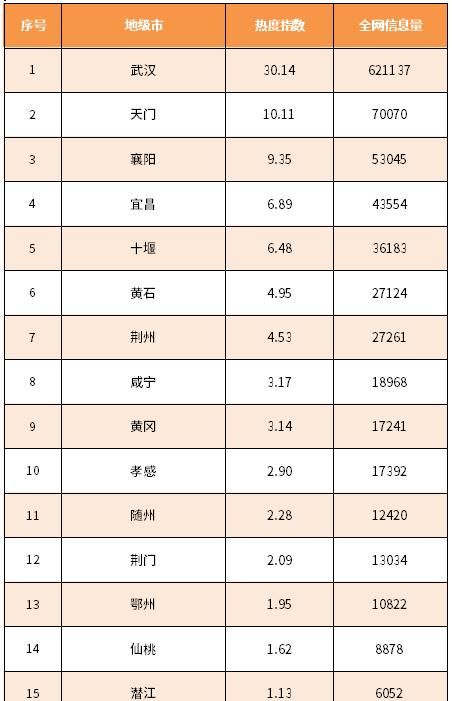 序号 地级市 热度指数 全网信息量
1 武汉 30.14 621137
2 天门 10.11 70070
3 襄阳 9.35 53045
4 宜昌 6.89 43554
5 十堰 6.48 36183
6 黄石 4.95 27124
7 荆州 4.53 27261
8 咸宁 3.17 18968
9 黄冈 3.14 17241
10 孝感 2.90 17392
11 随州 2.28 12420
12 荆门 2.09 13034
13 鄂州 1.95 10822
14 仙桃 1.62 8878
15 潜江 1.13 6052